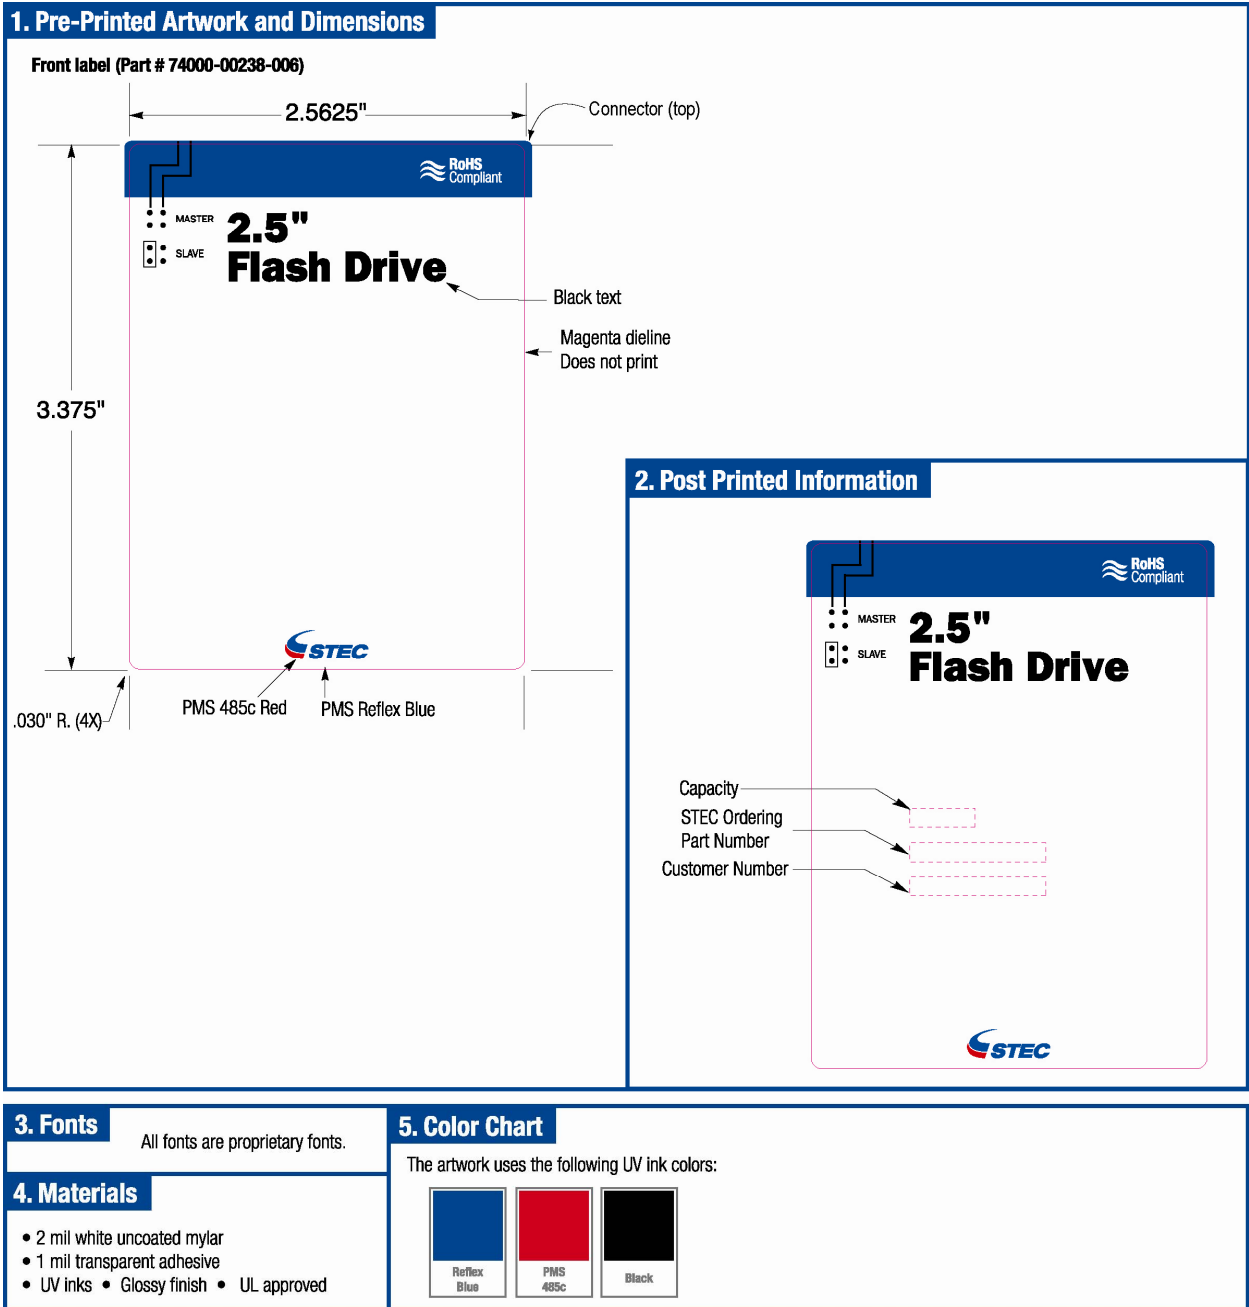 1. Pre-Printed Artwork and Dimensions
Front label (Part # 74000-00238-006)
2.5625"
Connector (top)
RoHS
Compliant
MASTER
SLAVE
2.5"
Flash Drive
Black text
Magenta dieline
Does not print
3.375"
STEC
PMS 485c Red
PMS Reflex Blue
.030" R. (4X)
2. Post Printed Information
RoHS
Compliant
MASTER
SLAVE
2.5"
Flash Drive
Capacity
STEC Ordering
Part Number
Customer Number
STEC
3. Fonts
All fonts are proprietary fonts.
4. Materials
• 2 mil white uncoated mylar
• 1 mil transparent adhesive
• UV inks • Glossy finish • UL approved
5. Color Chart
The artwork uses the following UV ink colors:
Reflex
Blue
PMS
485c
Black